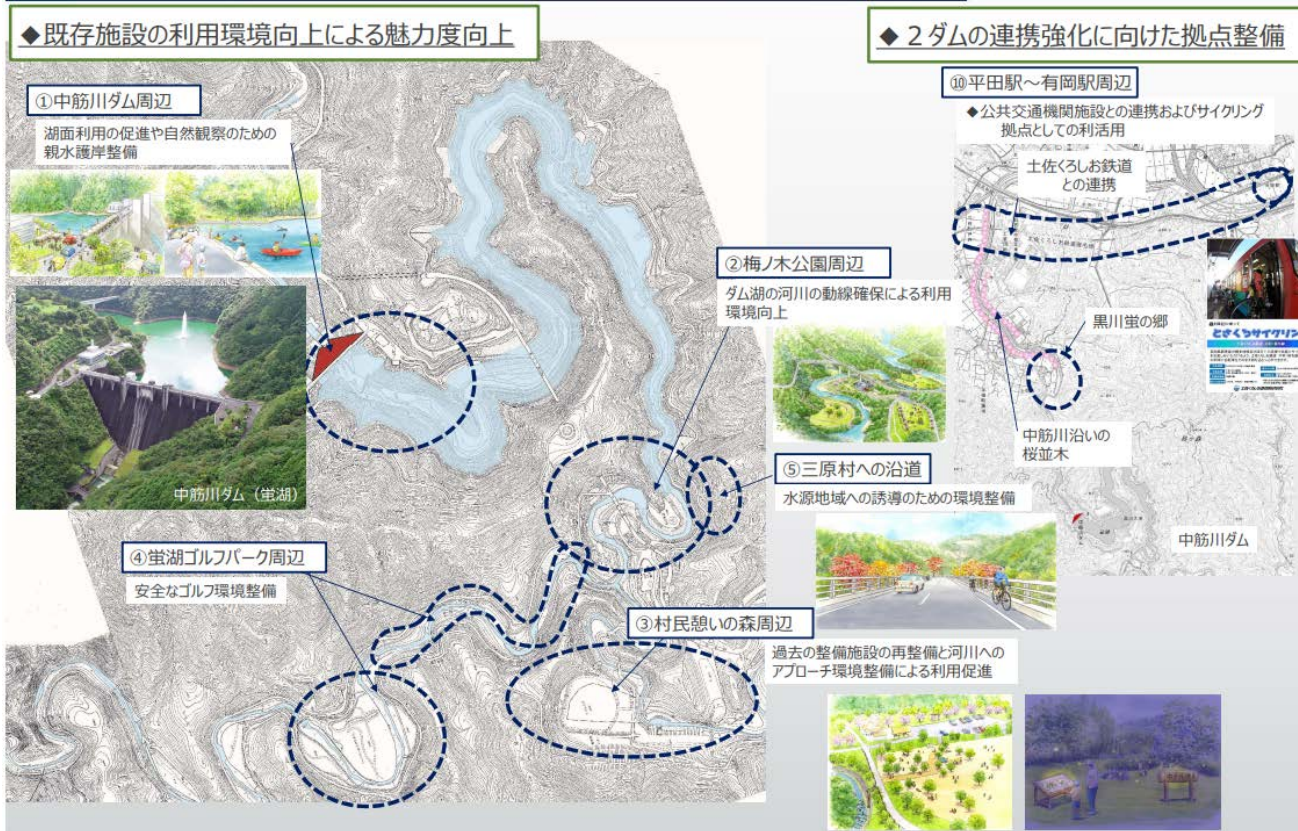 ◆既存施設の利用環境向上による魅力度向上
①中筋川ダム周辺
湖面利用の促進や自然観察のための
親水護岸整備
中筋川ダム（蛍湖）
②梅ノ木公園周辺
ダム湖の河川の動線確保による利用
環境向上
⑤三原村への沿道
水源地域への誘導のための環境整備
④蛍湖ゴルフパーク周辺
安全なゴルフ環境整備
③村民憩いの森周辺
過去の整備施設の再整備と河川への
アプローチ環境整備による利用促進
◆２ダムの連携強化に向けた拠点整備
⑩平田駅～有岡駅周辺
◆公共交通機関施設との連携およびサイクリング
拠点としての利活用
土佐くろしお鉄道
との連携
とさくろサイクリン
黒川蛍の郷
中筋川沿いの
桜並木
中筋川ダム